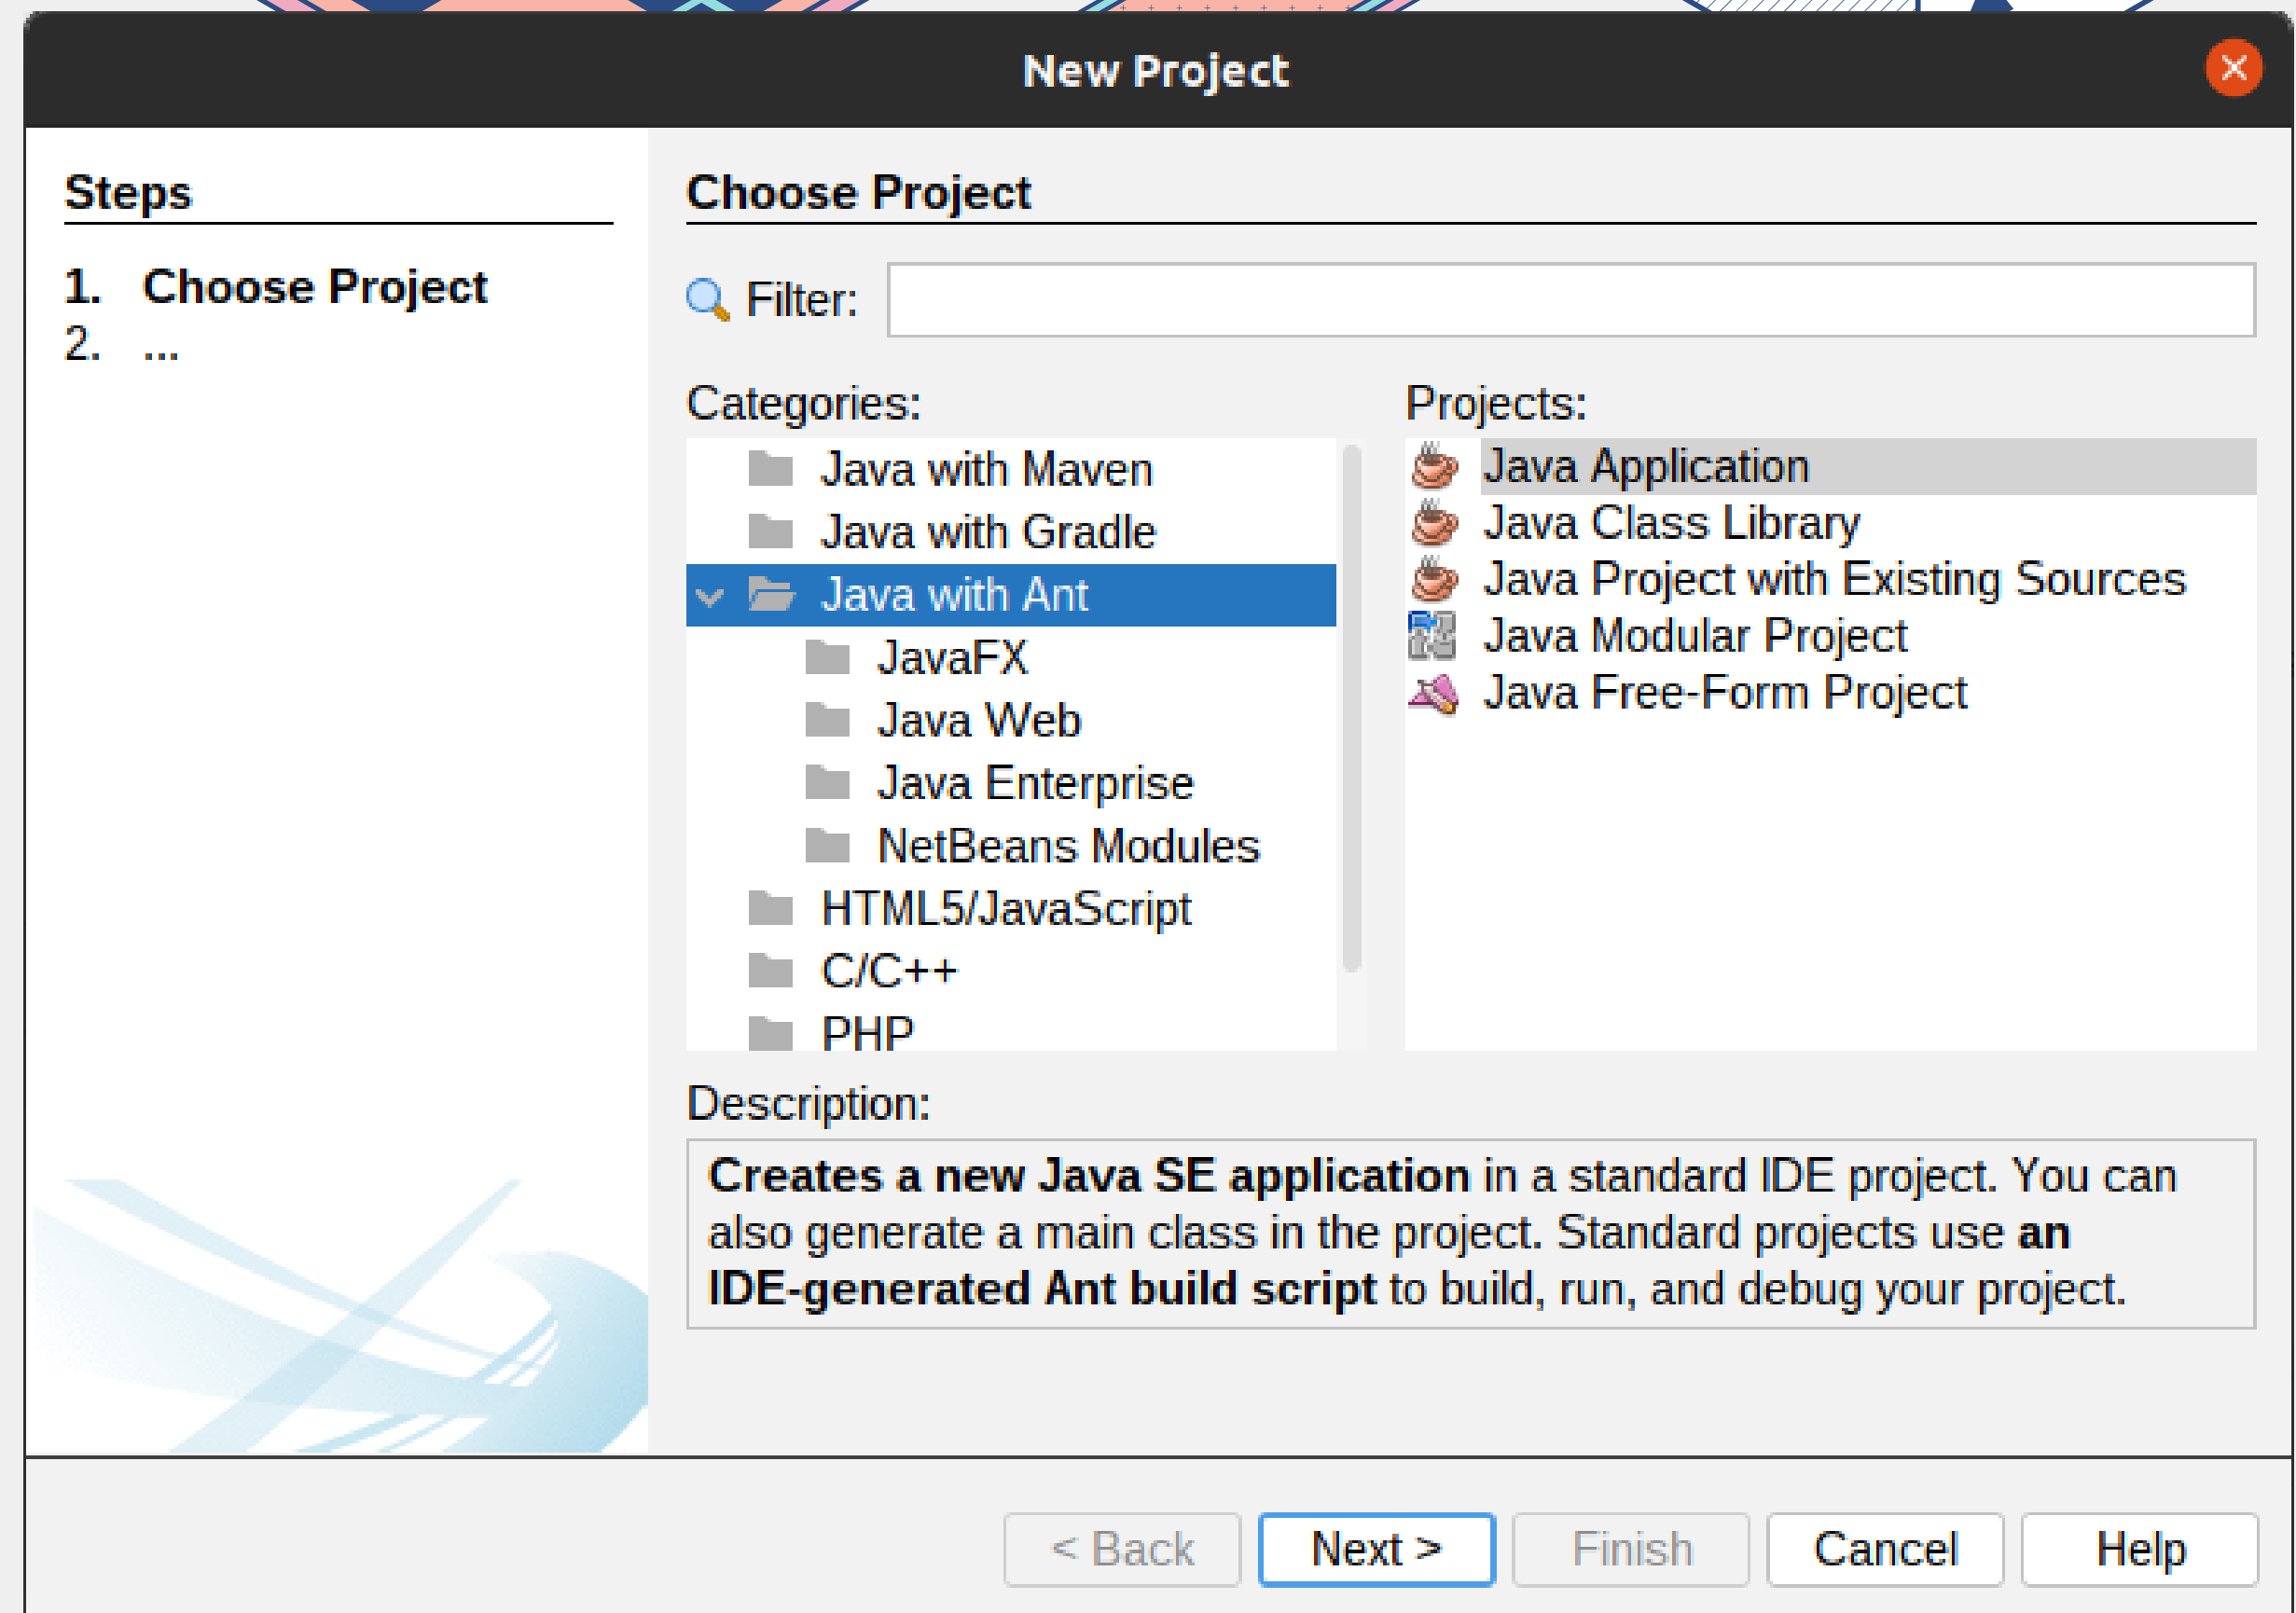 New Project
Steps
1. Choose Project
2. ...
Choose Project
Filter:
Categories:
Java with Maven
Java with Gradle
Java with Ant
JavaFX
Java Web
Java Enterprise
NetBeans Modules
HTML5/JavaScript
C/C++
PHP
Projects:
Java Application
Java Class Library
Java Project with Existing Sources
Java Modular Project
Java Free-Form Project
Description:
Creates a new Java SE application in a standard IDE project. You can
also generate a main class in the project. Standard projects use an
IDE-generated Ant build script to build, run, and debug your project.
< Back
Next >
Finish
Cancel
Help